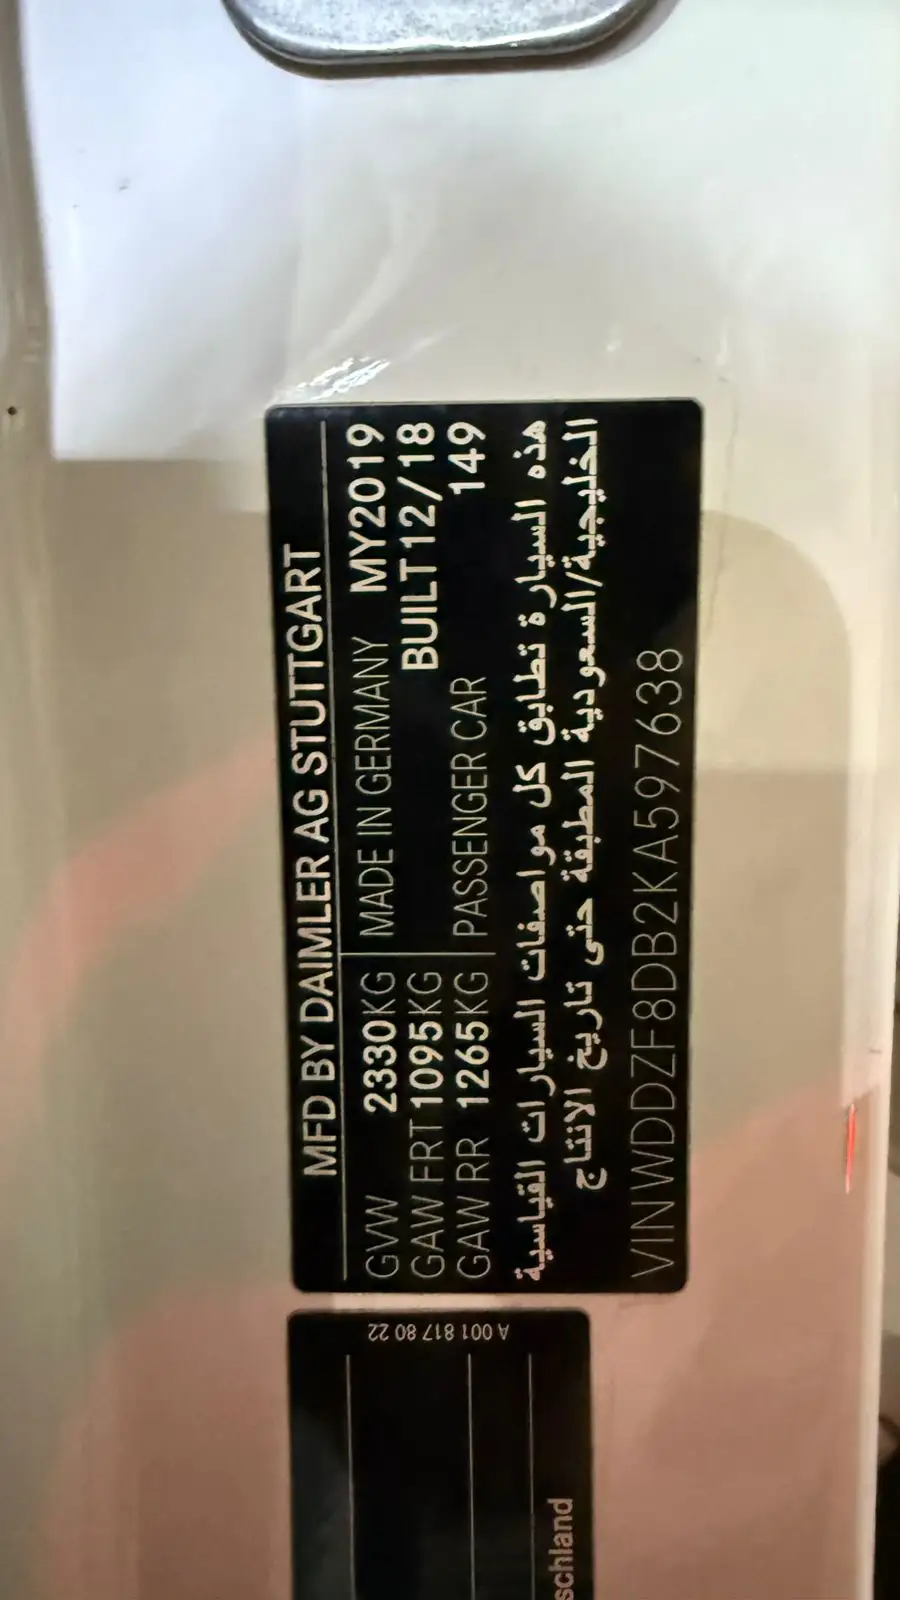 MFD BY DAIMLER AG STUTTGART
GVW 2330KG MADE IN GERMANY MY2019
GAW FRT 1095KG BUILT 12/18
GAW RR 1265KG PASSENGER CAR 149
هذه السيارة تطابق كل مواصفات السيارات القياسية
الخليجية/السعودية المطبقة حتى تاريخ الانتاج
VIN WDDZF8DB2KA597638
A 001 817 80 22
schland